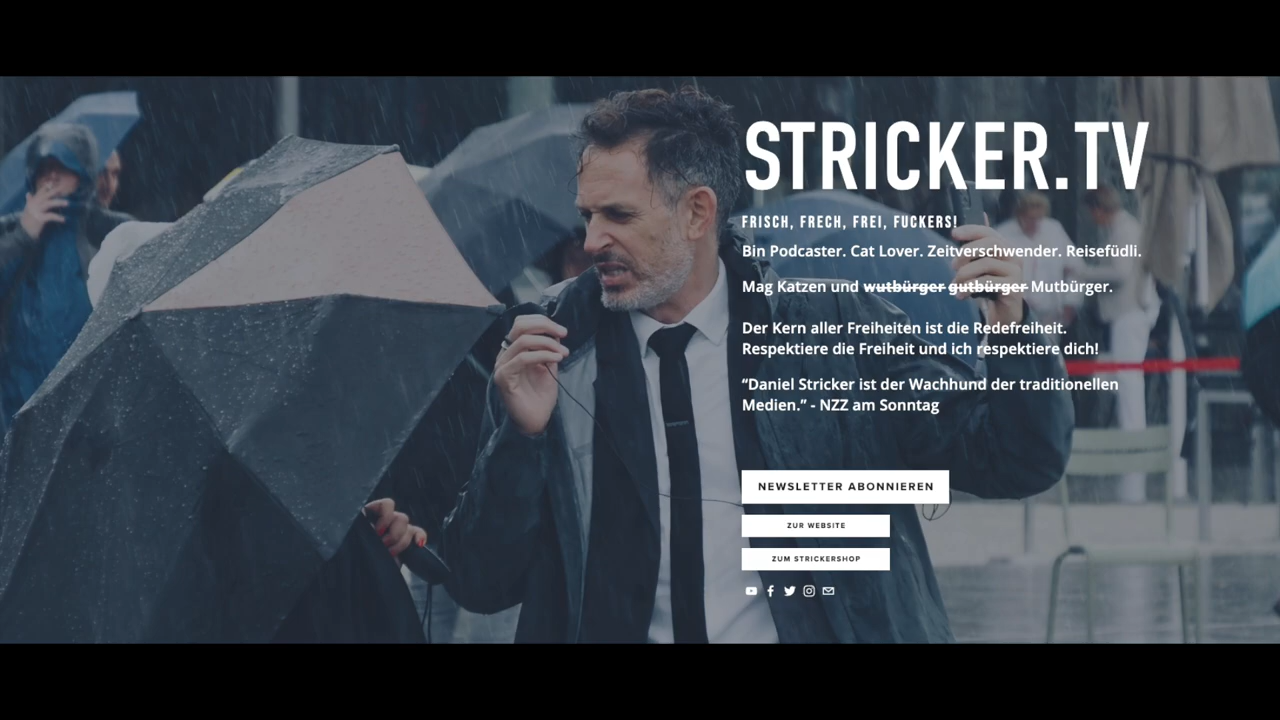 STRICKER.TV
FRISCH, FRECH, FREI, FUCKERS!
Bin Podcaster. Cat Lover. Zeitverschwender. Reisefüdli.
Mag Katzen und wutbürger gutbürger Mutbürger.
Der Kern aller Freiheiten ist die Redefreiheit.
Respektiere die Freiheit und ich respektiere dich!
“Daniel Stricker ist der Wachhund der traditionellen
Medien.” - NZZ am Sonntag
NEWSLETTER ABONNIEREN
ZUR WEBSITE
ZUM STRICKERSHOP